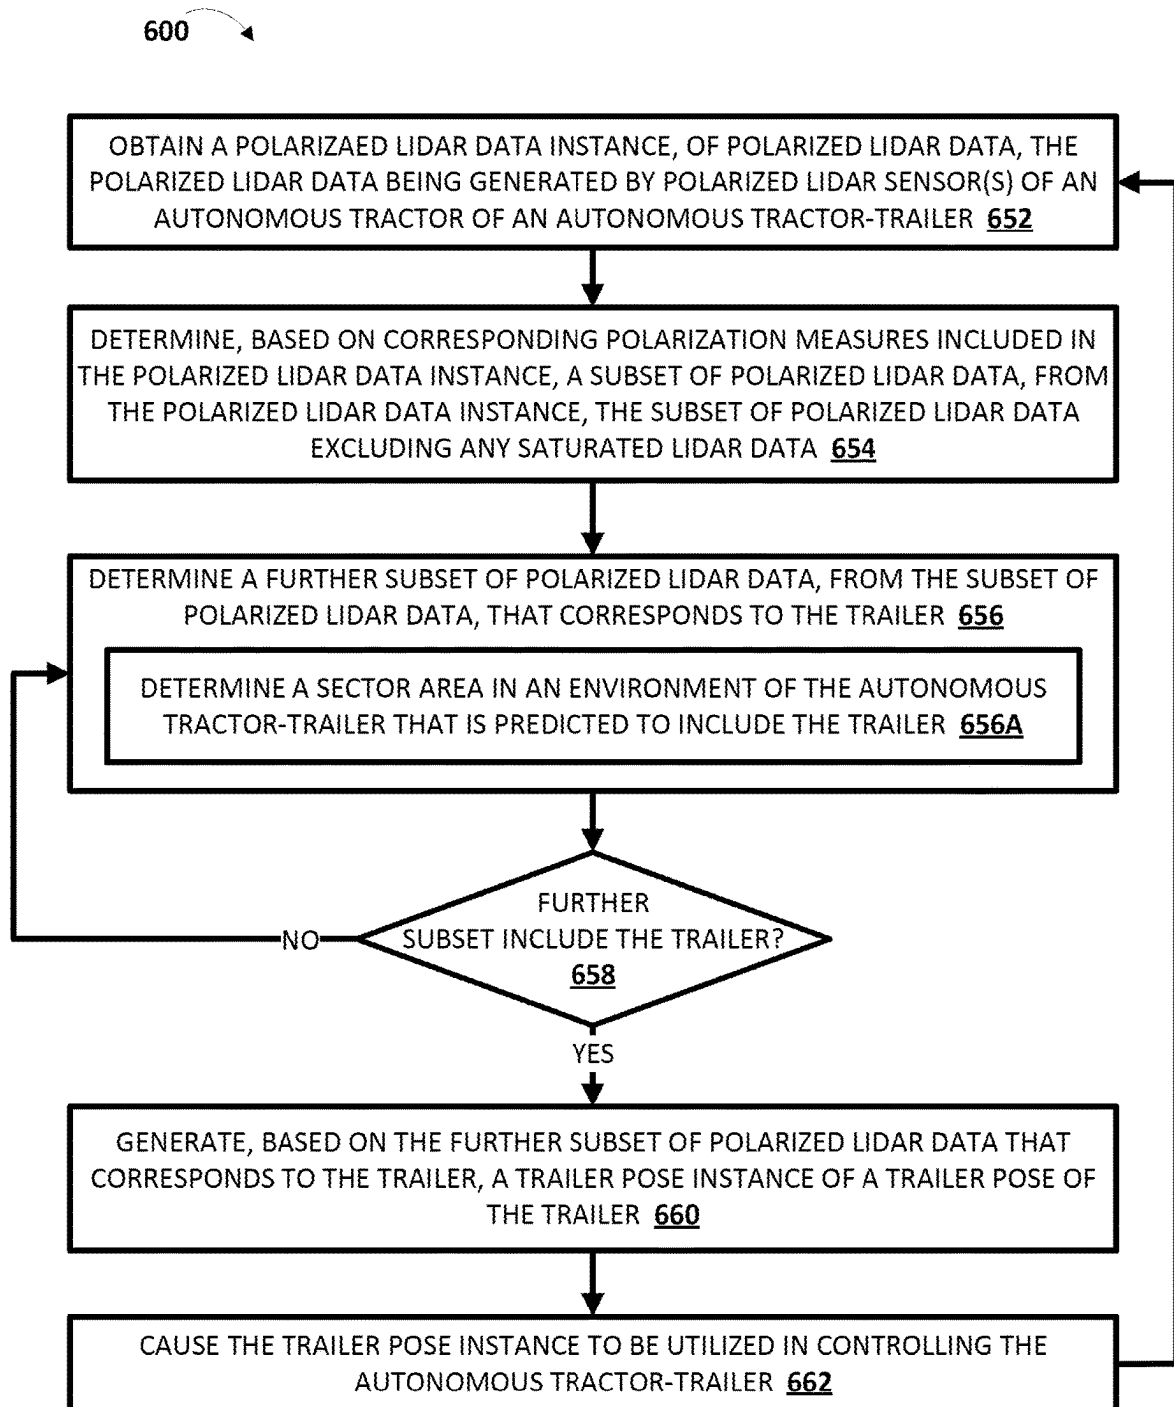 600
OBTAIN A POLARIZAED LIDAR DATA INSTANCE, OF POLARIZED LIDAR DATA, THE
POLARIZED LIDAR DATA BEING GENERATED BY POLARIZED LIDAR SENSOR(S) OF AN
AUTONOMOUS TRACTOR OF AN AUTONOMOUS TRACTOR-TRAILER 652
DETERMINE, BASED ON CORRESPONDING POLARIZATION MEASURES INCLUDED IN
THE POLARIZED LIDAR DATA INSTANCE, A SUBSET OF POLARIZED LIDAR DATA, FROM
THE POLARIZED LIDAR DATA INSTANCE, THE SUBSET OF POLARIZED LIDAR DATA
EXCLUDING ANY SATURATED LIDAR DATA 654
DETERMINE A FURTHER SUBSET OF POLARIZED LIDAR DATA, FROM THE SUBSET OF
POLARIZED LIDAR DATA, THAT CORRESPONDS TO THE TRAILER 656
DETERMINE A SECTOR AREA IN AN ENVIRONMENT OF THE AUTONOMOUS
TRACTOR-TRAILER THAT IS PREDICTED TO INCLUDE THE TRAILER 656A
FURTHER
SUBSET INCLUDE THE TRAILER?
658
NO
YES
GENERATE, BASED ON THE FURTHER SUBSET OF POLARIZED LIDAR DATA THAT
CORRESPONDS TO THE TRAILER, A TRAILER POSE INSTANCE OF A TRAILER POSE OF
THE TRAILER 660
CAUSE THE TRAILER POSE INSTANCE TO BE UTILIZED IN CONTROLLING THE
AUTONOMOUS TRACTOR-TRAILER 662